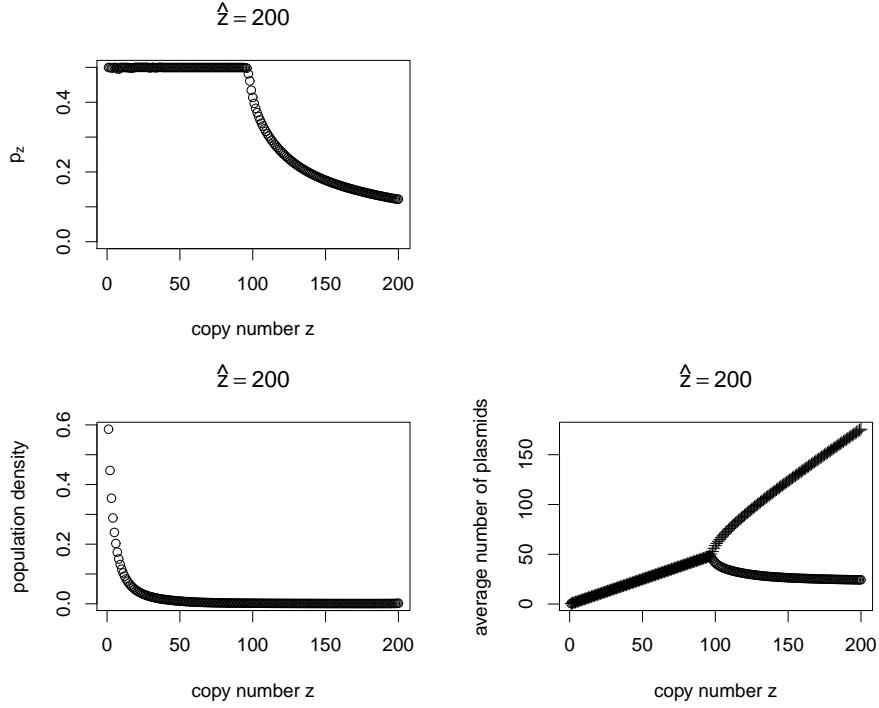 ẑ = 200
p_z
0.0 0.2 0.4
0 50 100 150 200
copy number z
ẑ = 200
population density
0.0 0.2 0.4 0.6
0 50 100 150 200
copy number z
ẑ = 200
average number of plasmids
0 50 100 150
0 50 100 150 200
copy number z